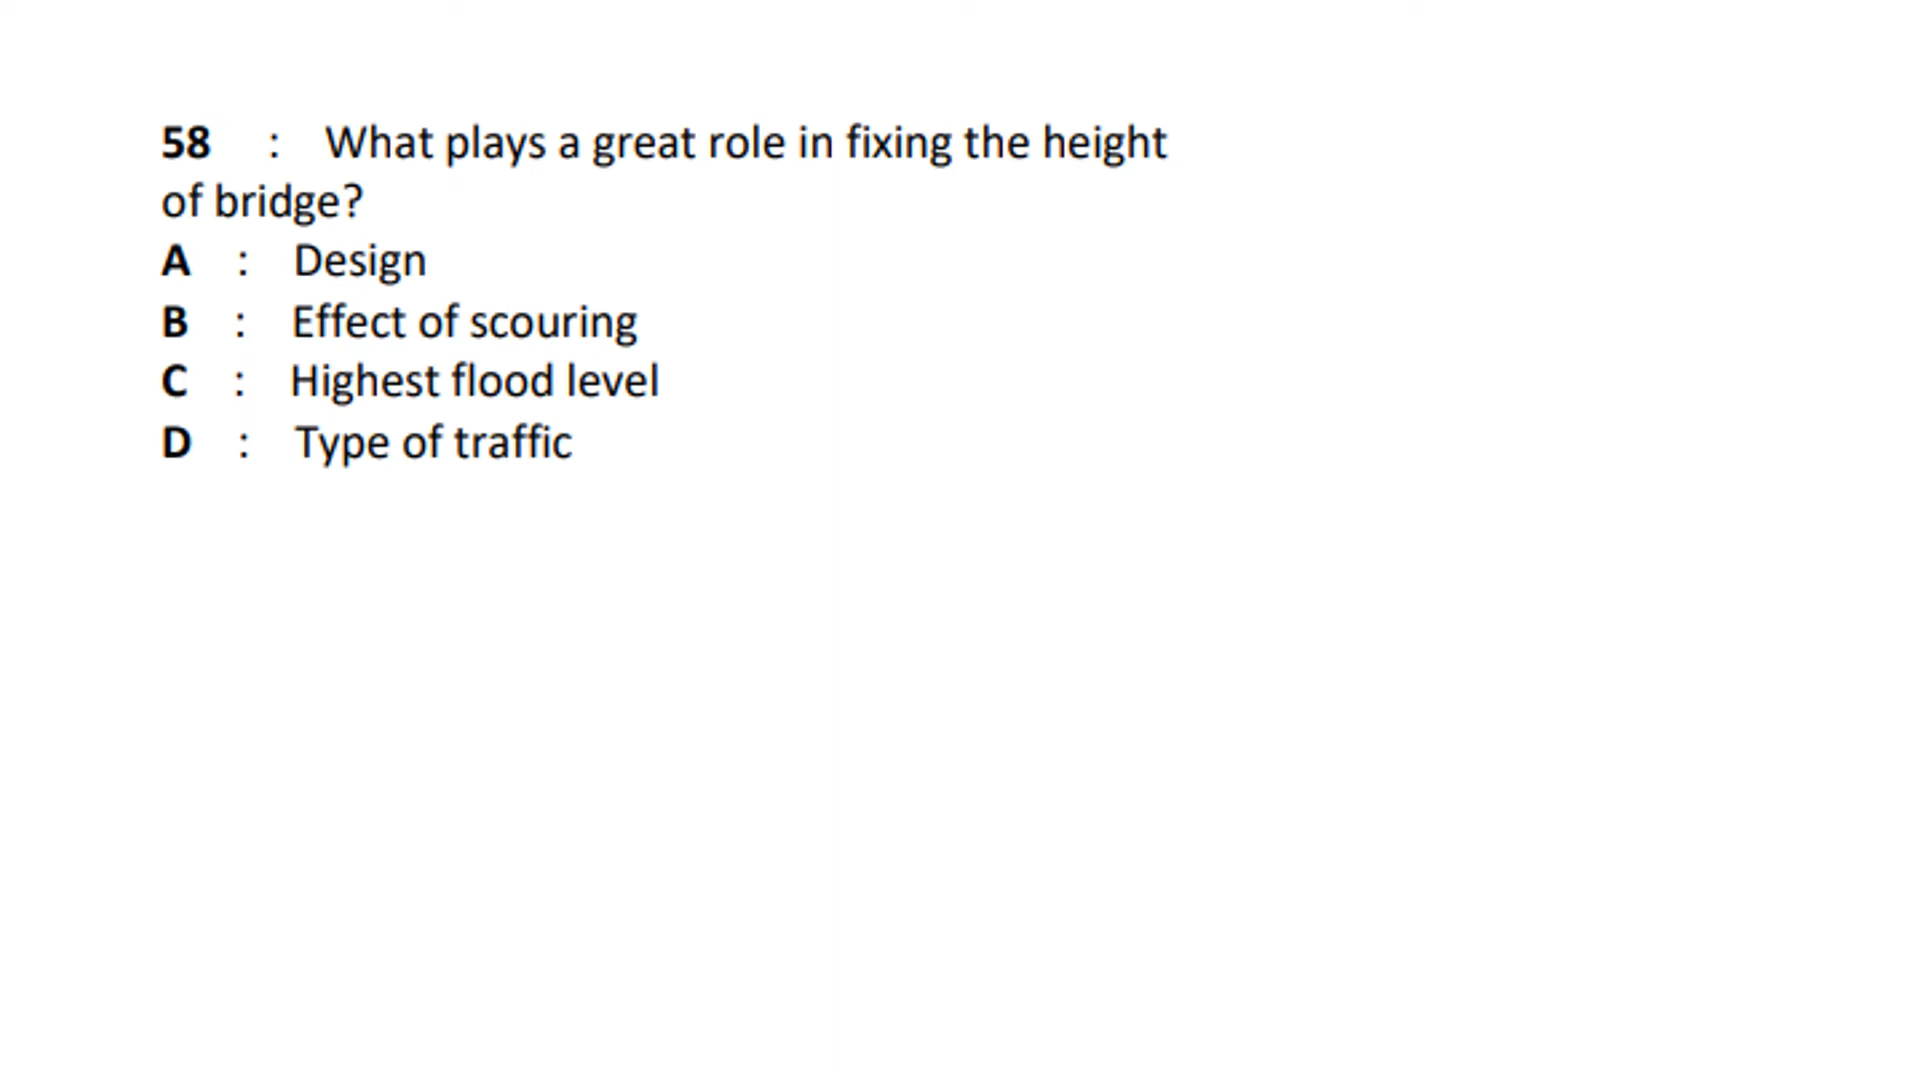 58 : What plays a great role in fixing the height
of bridge?
A : Design
B : Effect of scouring
C : Highest flood level
D : Type of traffic